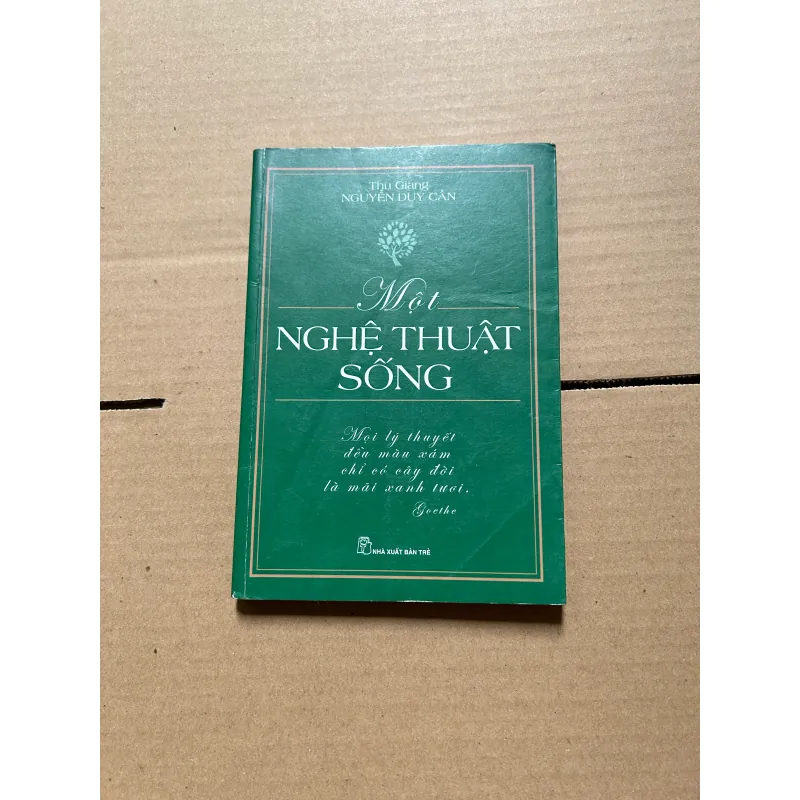 Thu Giang
NGUYỄN DUY CẦN
Một
NGHỆ THUẬT
SỐNG
Mọi lý thuyết
đều màu xám
chỉ có cây đời
là mãi xanh tươi.
Goethe
NHÀ XUẤT BẢN TRẺ